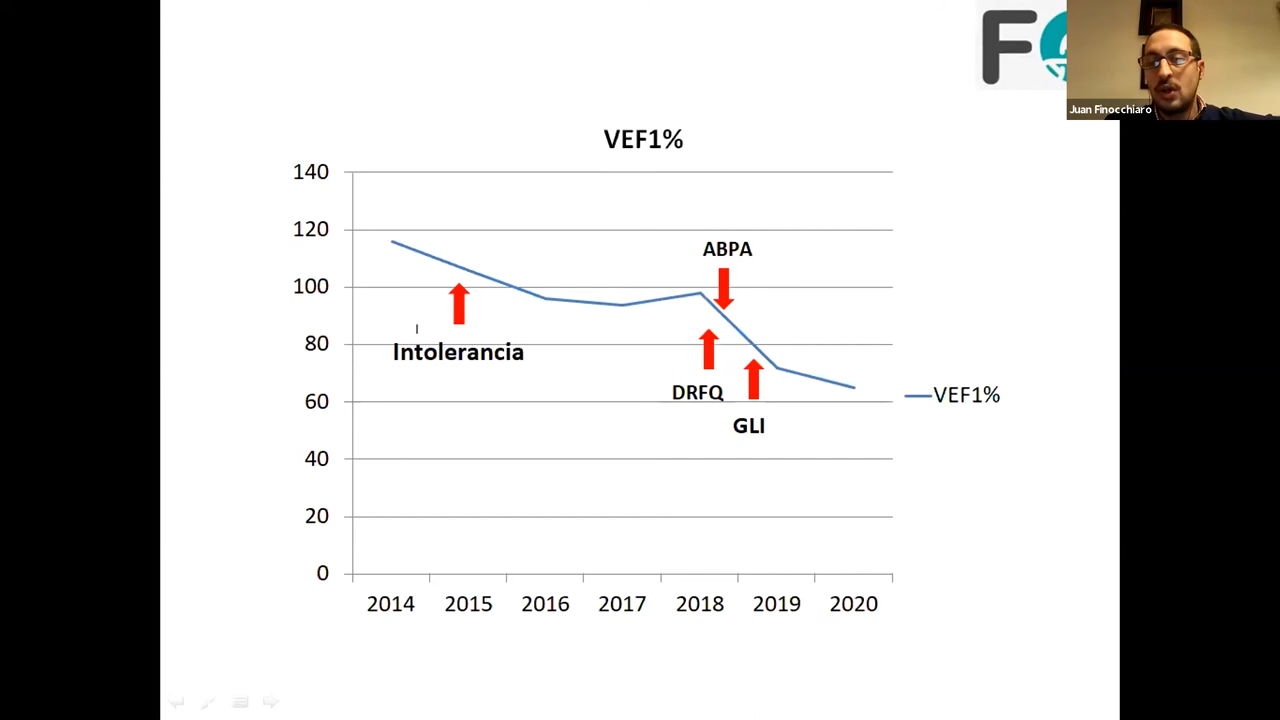 F
Juan Finocchiaro
VEF1%
140
120
100
80
60
40
20
0
ABPA
Intolerancia
DRFQ
GLI
VEF1%
2014 2015 2016 2017 2018 2019 2020